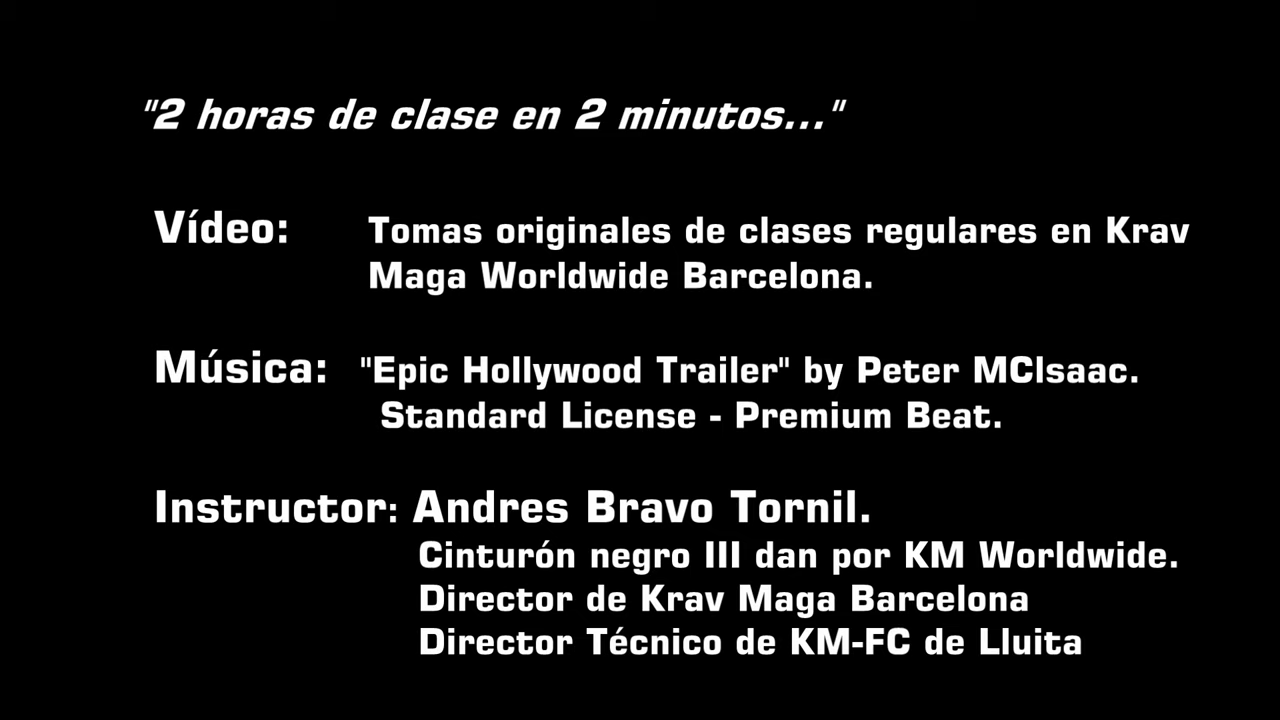 "2 horas de clase en 2 minutos..."
Vídeo: Tomas originales de clases regulares en Krav
Maga Worldwide Barcelona.
Música: "Epic Hollywood Trailer" by Peter MCIsaac.
Standard License - Premium Beat.
Instructor: Andres Bravo Tornil.
Cinturón negro III dan por KM Worldwide.
Director de Krav Maga Barcelona
Director Técnico de KM-FC de Lluita